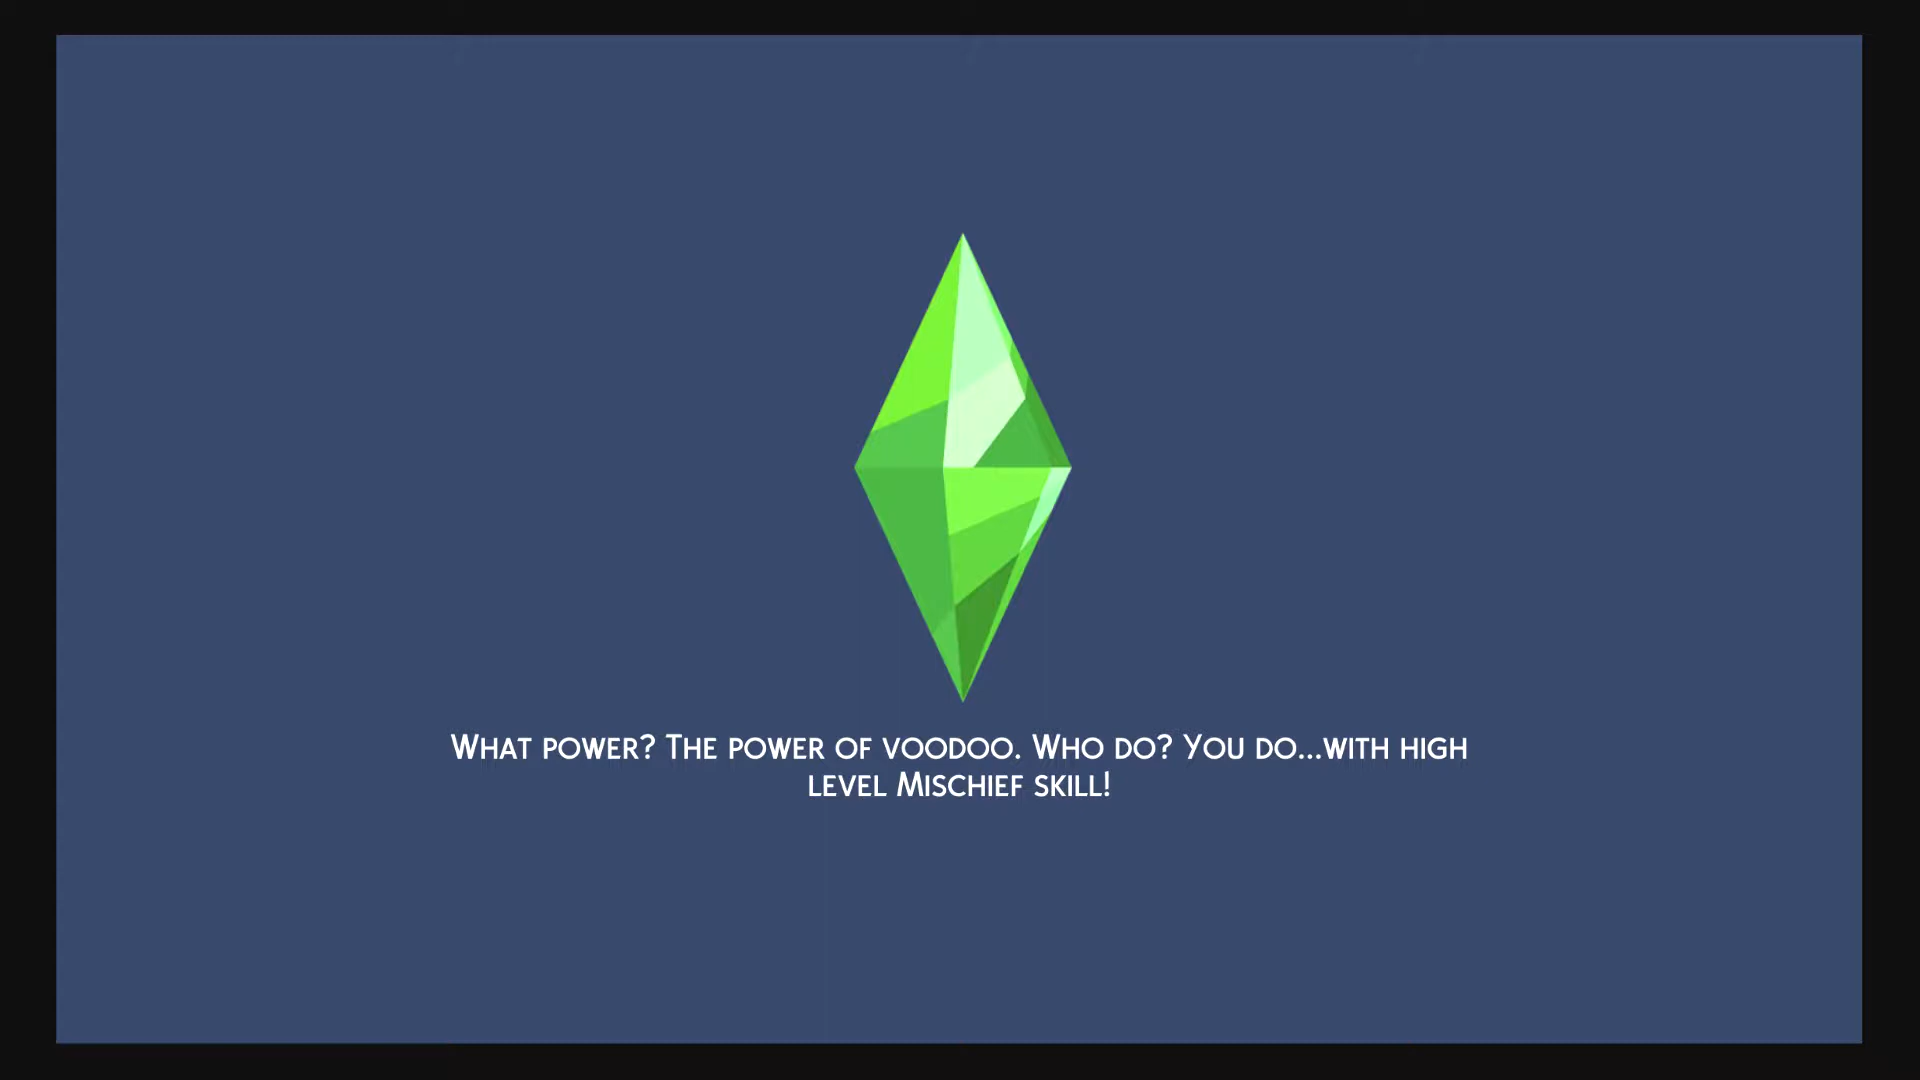 What power? The power of voodoo. Who do? You do...with high
level Mischief skill!